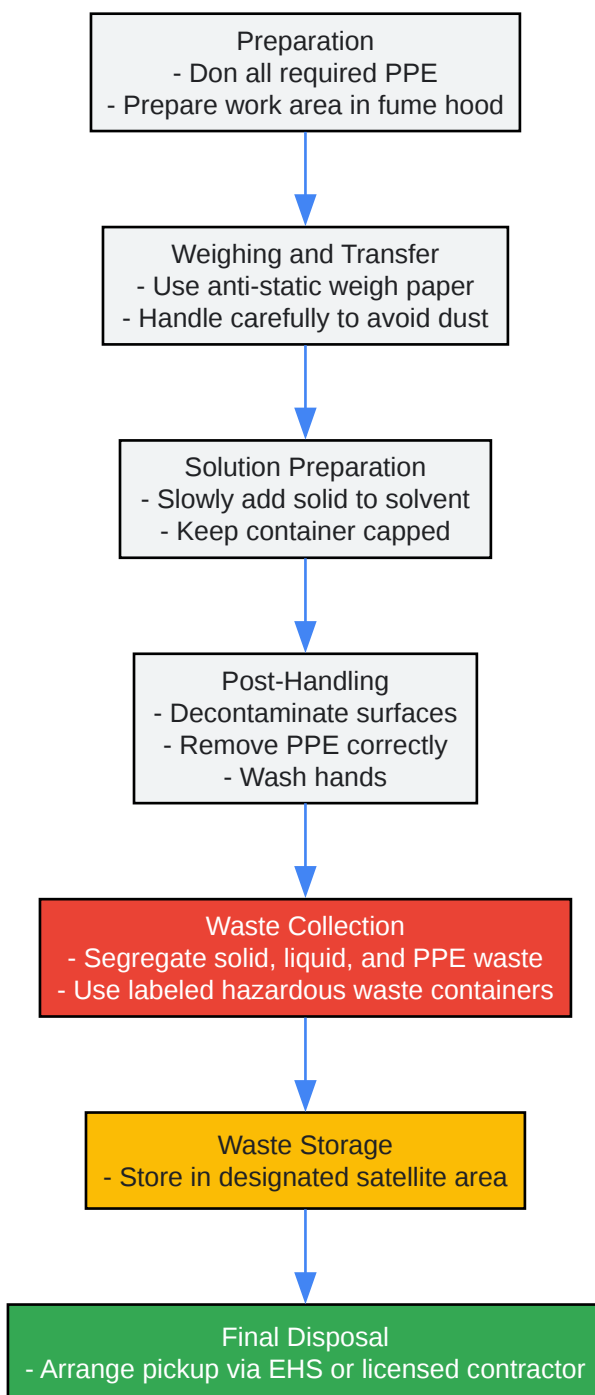 Preparation
- Don all required PPE
- Prepare work area in fume hood
Weighing and Transfer
- Use anti-static weigh paper
- Handle carefully to avoid dust
Solution Preparation
- Slowly add solid to solvent
- Keep container capped
Post-Handling
- Decontaminate surfaces
- Remove PPE correctly
- Wash hands
Waste Collection
- Segregate solid, liquid, and PPE waste
- Use labeled hazardous waste containers
Waste Storage
- Store in designated satellite area
Final Disposal
- Arrange pickup via EHS or licensed contractor